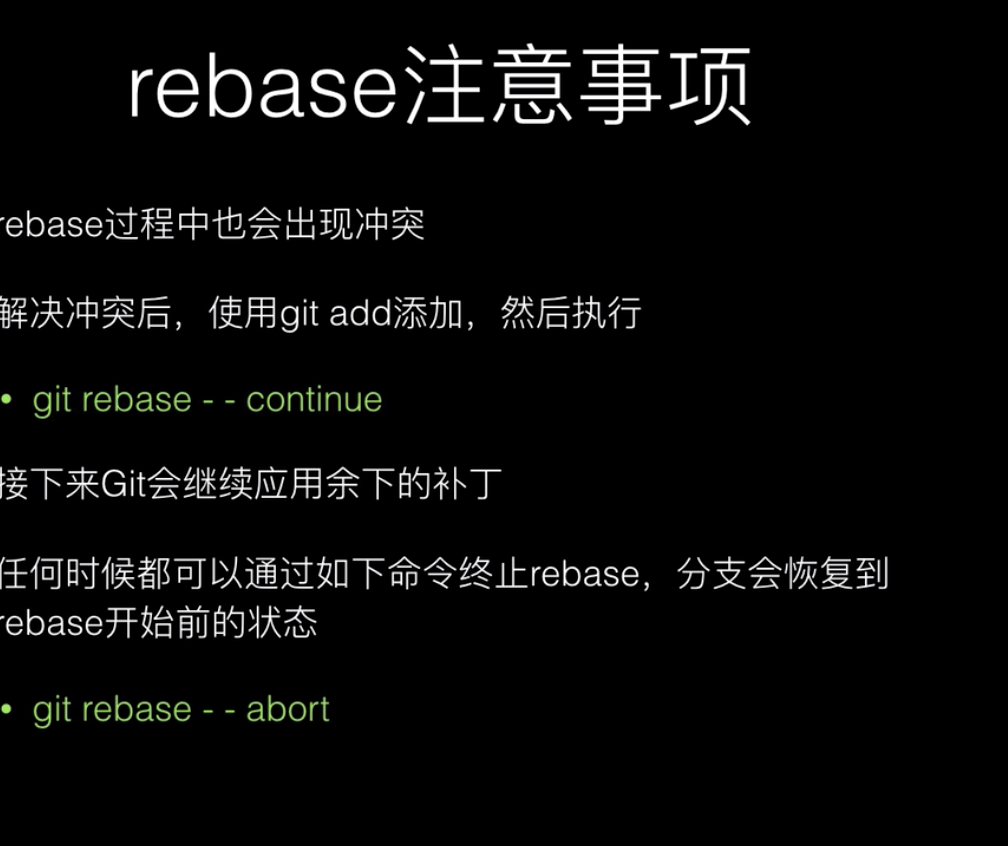 rebase注意事项
rebase过程中也会出现冲突
解决冲突后，使用git add添加，然后执行
• git rebase - - continue
接下来Git会继续应用余下的补丁
任何时候都可以通过如下命令终止rebase，分支会恢复到
rebase开始前的状态
• git rebase - - abort